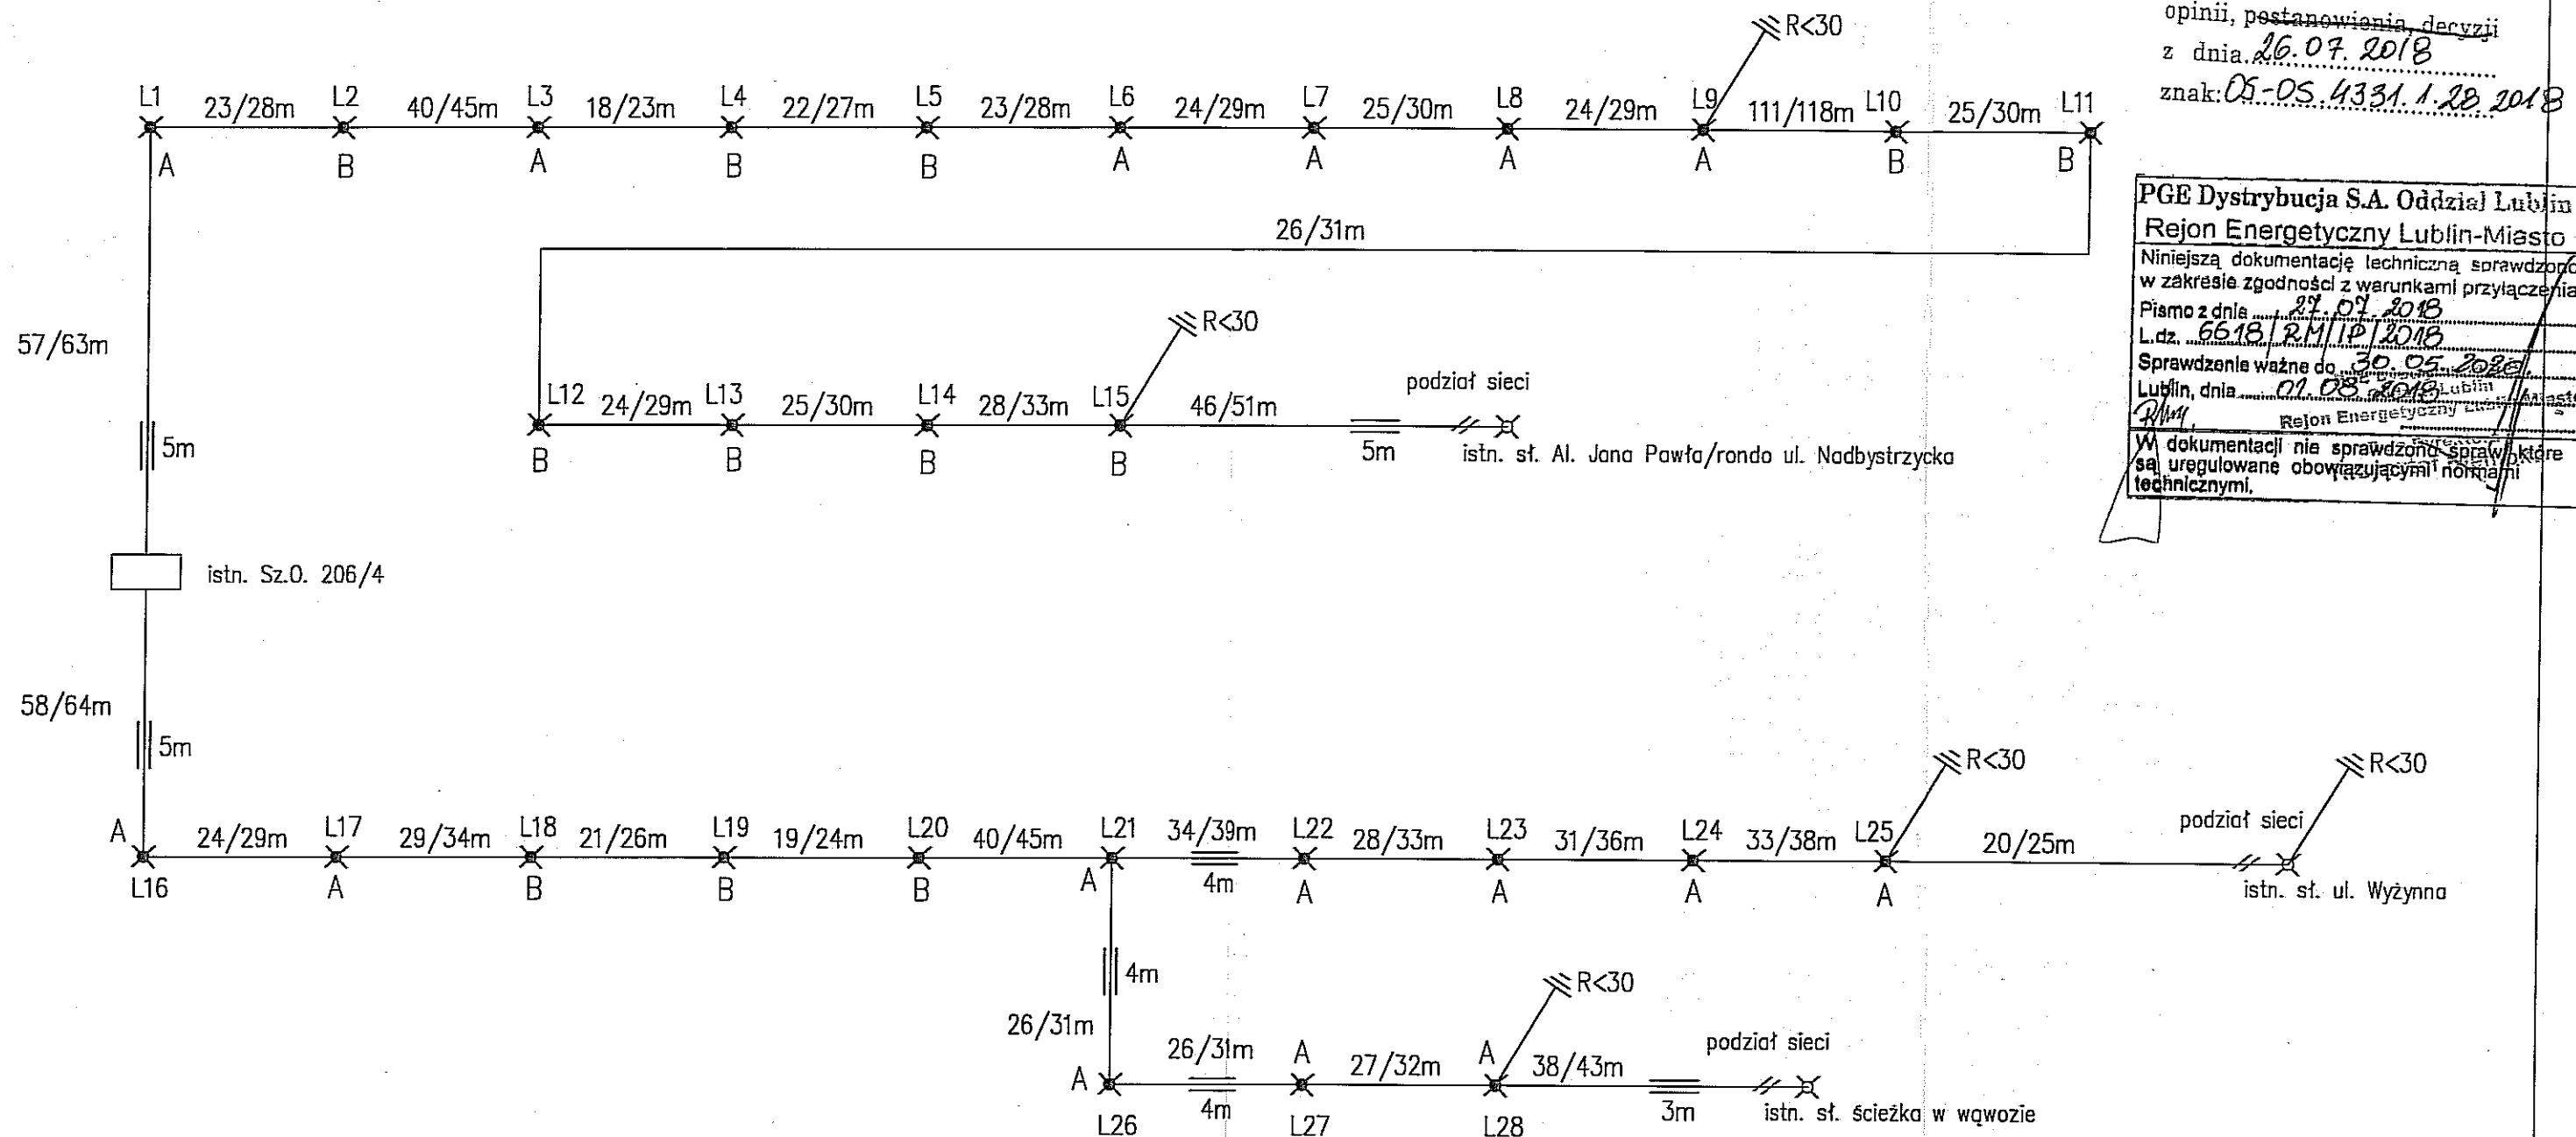 opinii, postanowienia, decyzji
z dnia 26.07.2018
znak: OS-OS.4331.1.28.2018
R<30
L1 23/28m L2 40/45m L3 18/23m L4 22/27m L5 23/28m L6 24/29m L7 25/30m L8 24/29m L9 111/118m L10 25/30m L11
A B A B B A A A A B B
PGE Dystrybucja S.A. Oddział Lublin
Rejon Energetyczny Lublin-Miasto
Niniejszą dokumentację techniczną sprawdzono
w zakresie zgodności z warunkami przyłączenia
Pismo z dnia 27.07.2018
L.dz. 6618/RM/IP/2018
Sprawdzenie ważne do 30.05.2020
Lublin, dnia 01.08.2018
Rejon Energetyczny
W dokumentacji nie sprawdzono spraw które
są uregulowane obowiązującymi normami
technicznymi.
26/31m
57/63m
5m
R<30
L12 24/29m L13 25/30m L14 28/33m L15 46/51m
podział sieci
B B B B
5m
istn. sł. Al. Jana Pawła/rondo ul. Nadbystrzycka
istn. Sz.O. 206/4
58/64m
5m
R<30
R<30
A 24/29m L17 29/34m L18 21/26m L19 19/24m L20 40/45m L21 34/39m L22 28/33m L23 31/36m L24 33/38m L25 20/25m
podział sieci
L16 A B B B A 4m A A A A
istn. sł. ul. Wyżynna
4m
26/31m
R<30
A 26/31m A 27/32m A 38/43m
podział sieci
4m
3m
istn. sł. ścieżka w wąwozie
L26 L27 L28